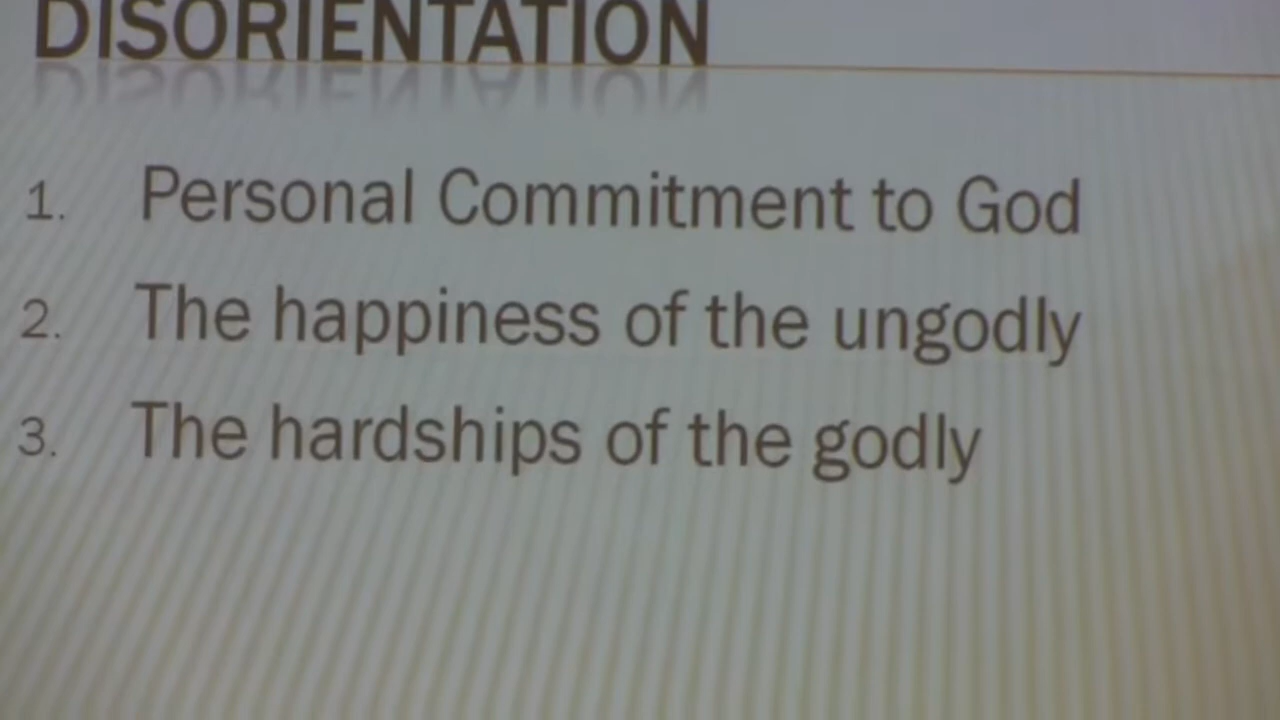 DISORIENTATION
1. Personal Commitment to God
2. The happiness of the ungodly
3. The hardships of the godly